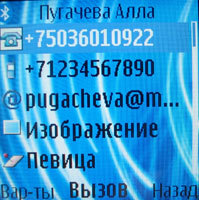 Пугачева Алла
+75036010922
+71234567890
@ pugacheva@m...
Изображение
Певица
Вар-ты Вызов Назад